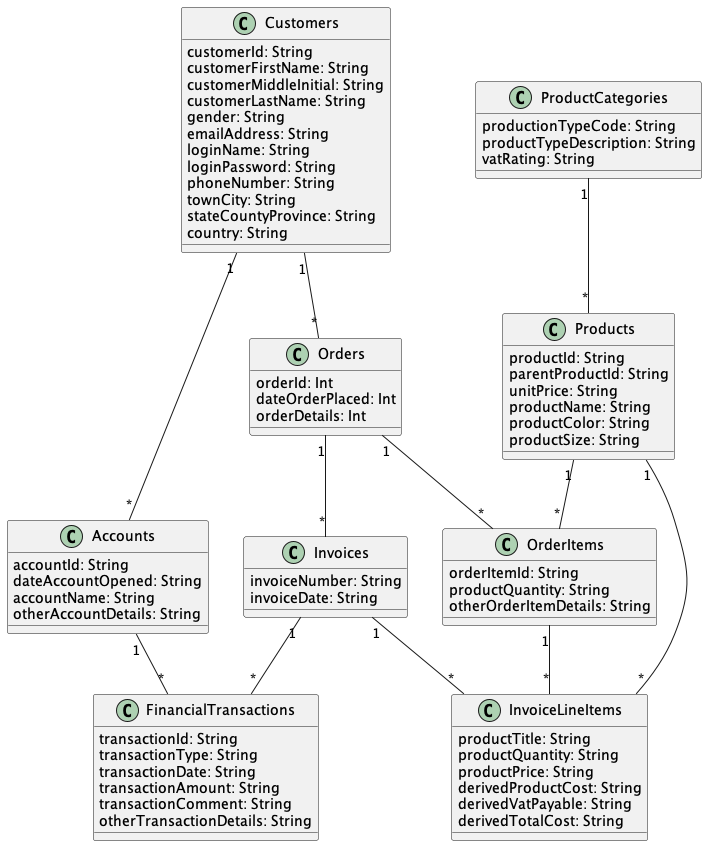 C Customers
customerId: String
customerFirstName: String
customerMiddleInitial: String
customerLastName: String
gender: String
emailAddress: String
loginName: String
loginPassword: String
phoneNumber: String
townCity: String
stateCountyProvince: String
country: String
C ProductCategories
productionTypeCode: String
productTypeDescription: String
vatRating: String
1
1
1
*
*
C Products
productId: String
parentProductId: String
unitPrice: String
productName: String
productColor: String
productSize: String
C Orders
orderId: Int
dateOrderPlaced: Int
orderDetails: Int
1
1
1
1
*
*
*
*
C Accounts
accountId: String
dateAccountOpened: String
accountName: String
otherAccountDetails: String
C Invoices
invoiceNumber: String
invoiceDate: String
C OrderItems
orderItemId: String
productQuantity: String
otherOrderItemDetails: String
1
1
1
1
*
*
*
*
*
C FinancialTransactions
transactionId: String
transactionType: String
transactionDate: String
transactionAmount: String
transactionComment: String
otherTransactionDetails: String
C InvoiceLineItems
productTitle: String
productQuantity: String
productPrice: String
derivedProductCost: String
derivedVatPayable: String
derivedTotalCost: String